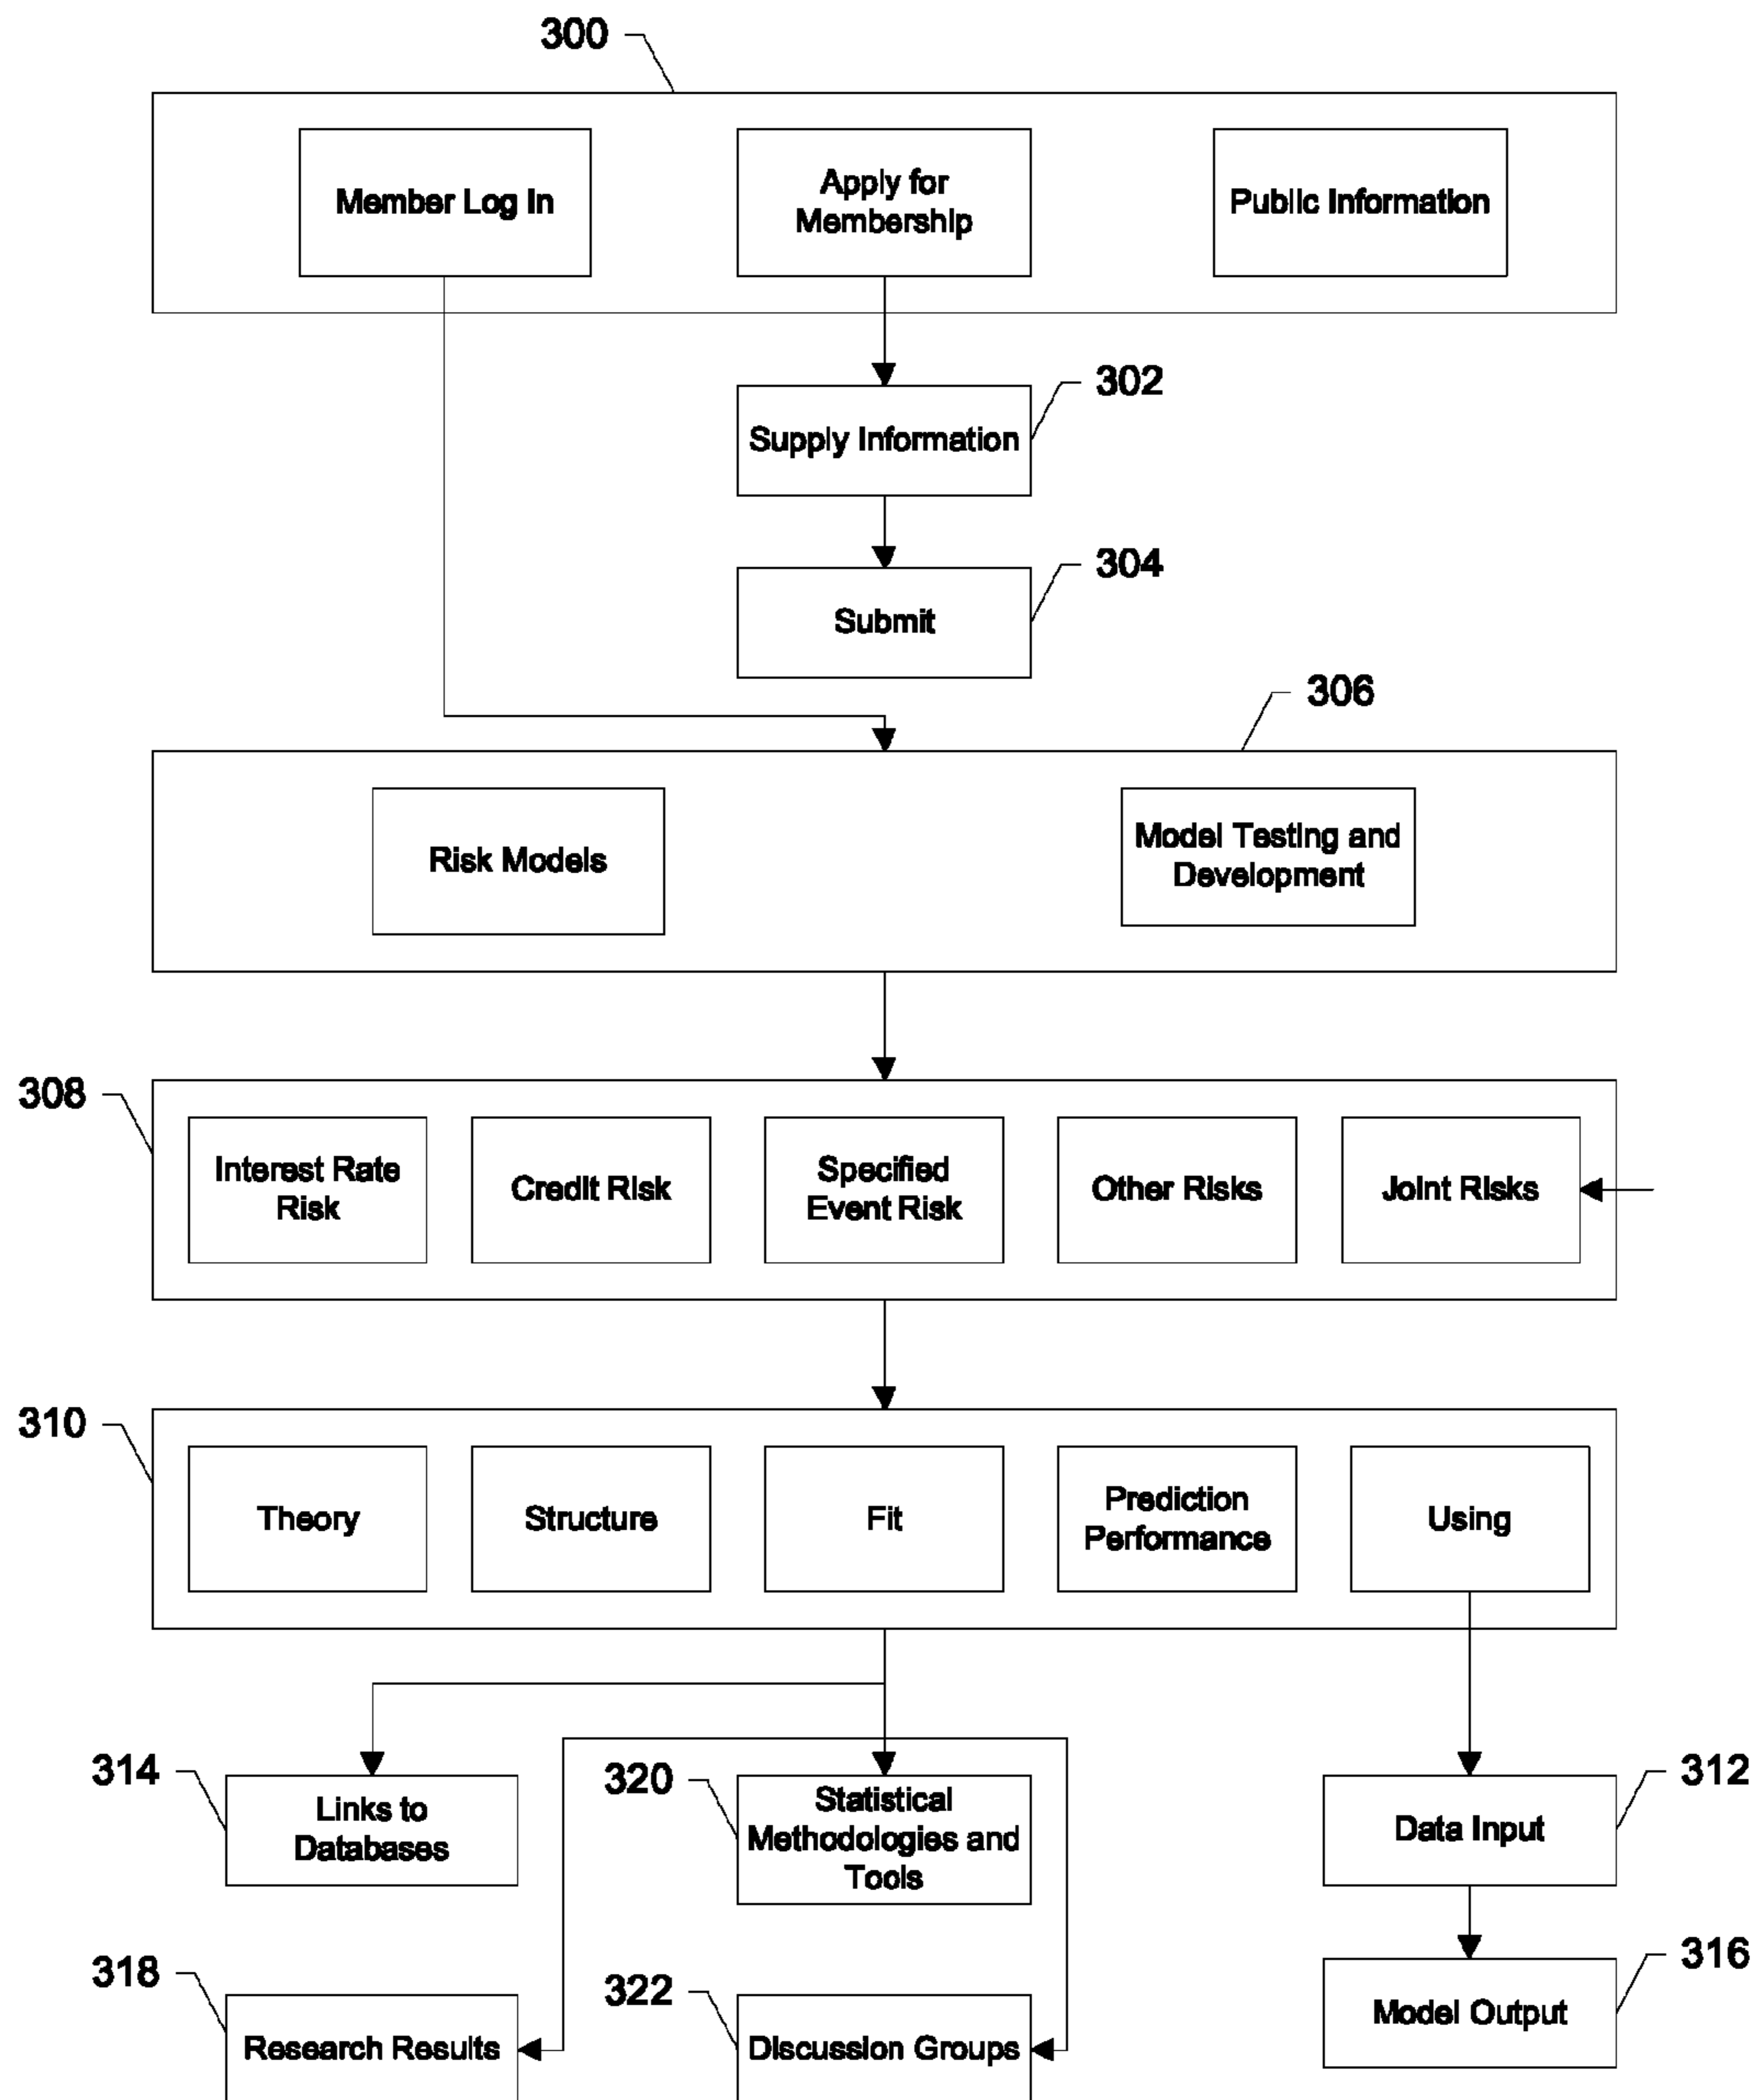 300
Member Log In
Apply for
Membership
Public Information
302
Supply Information
304
Submit
306
Risk Models
Model Testing and
Development
308
Interest Rate
Risk
Credit Risk
Specified
Event Risk
Other Risks
Joint Risks
310
Theory
Structure
Fit
Prediction
Performance
Using
314
Links to
Databases
320
Statistical
Methodologies and
Tools
312
Data Input
318
Research Results
322
Discussion Groups
316
Model Output